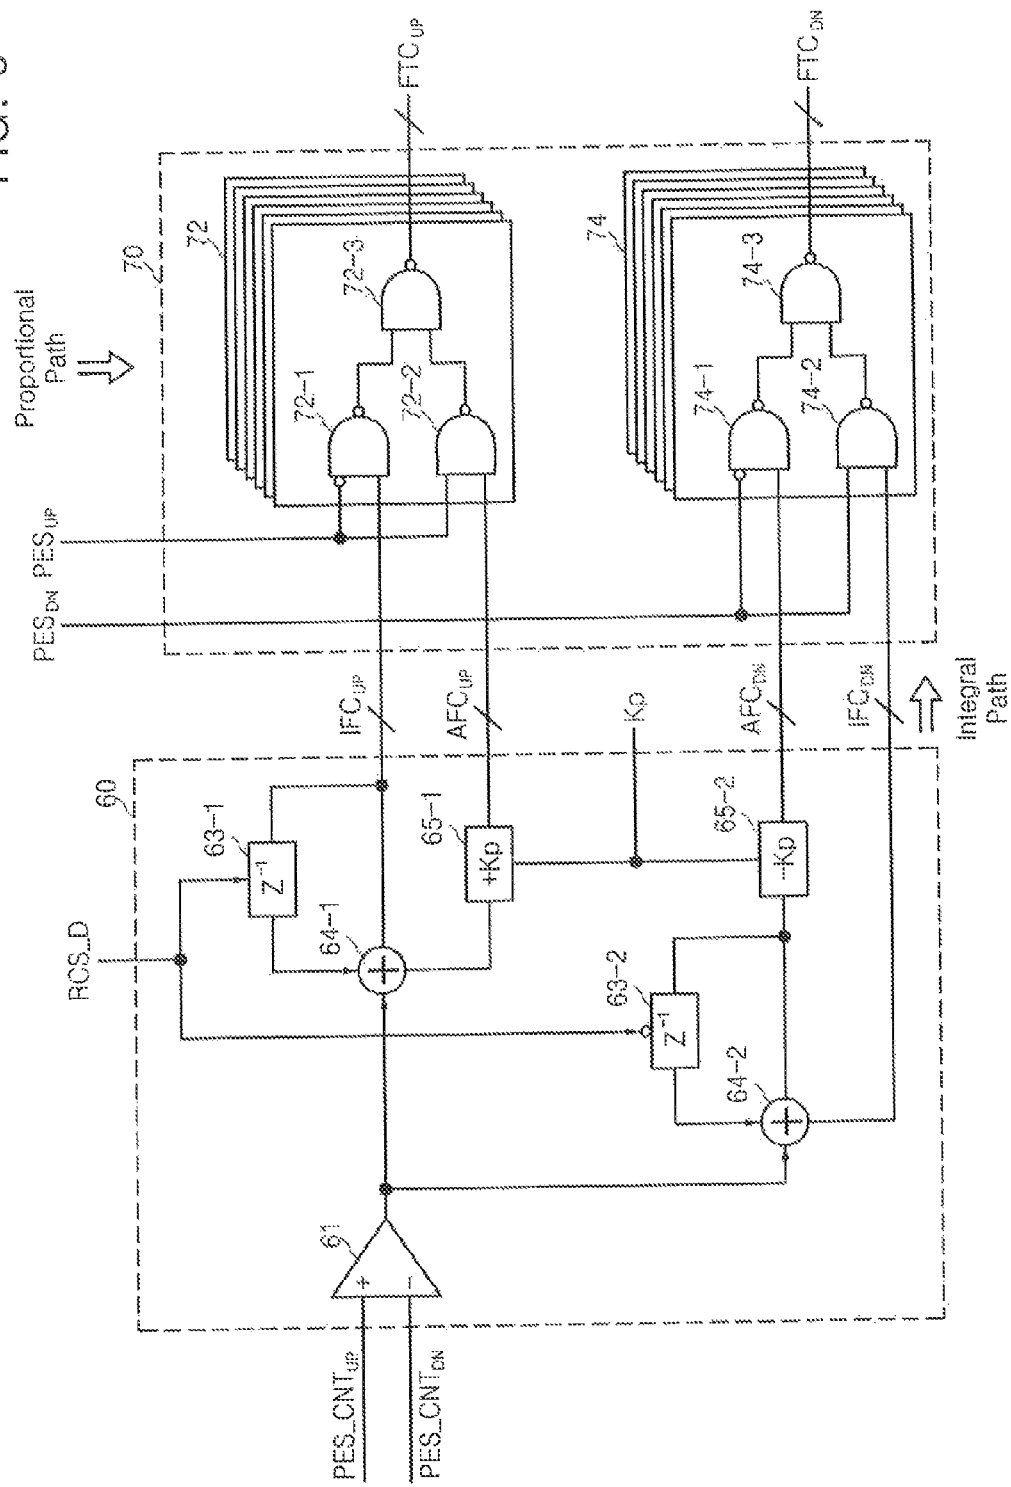 FIG.
Proportional
Path
70
72
72-1
72-2
72-3
FTC_UP
74
74-1
74-2
74-3
FTC_DN
PES_UP
PES_DN
IFC_UP
AFC_UP
Kp
AFC_DN
IFC_DN
Integral
Path
60
RCS_D
63-1
Z^-1
64-1
+
65-1
+Kp
65-2
-Kp
63-2
Z^-1
64-2
+
61
+
-
PES_CNT_UP
PES_CNT_DN